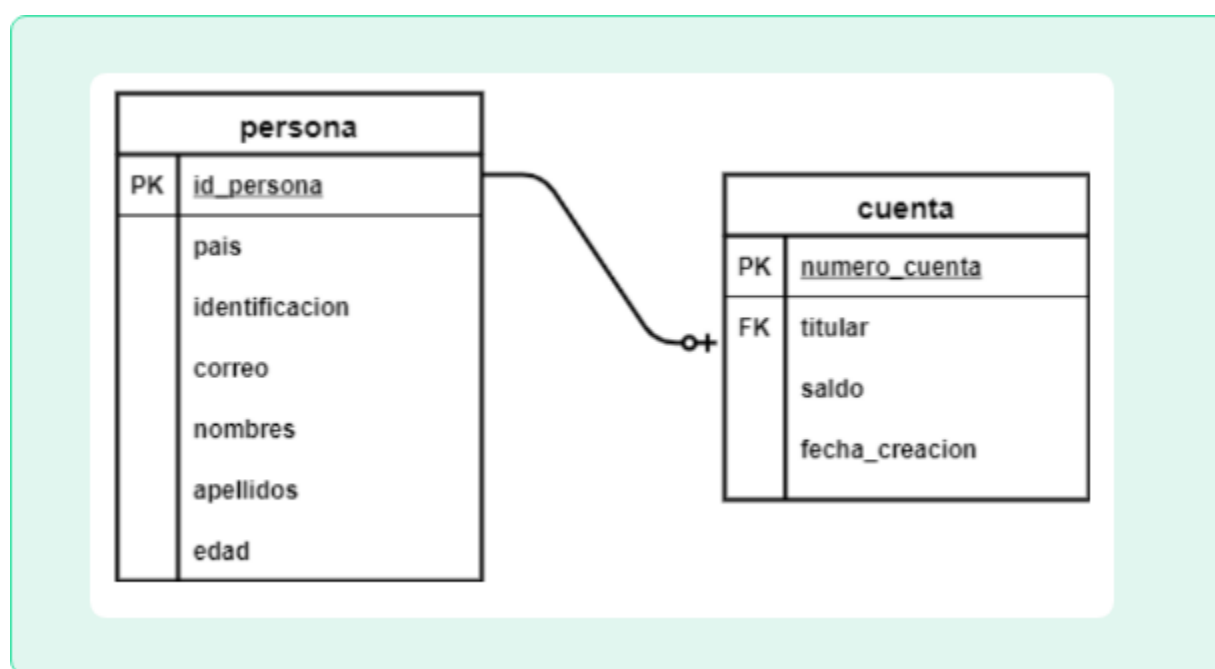 persona
PK id_persona
pais
identificacion
correo
nombres
apellidos
edad
cuenta
PK numero_cuenta
FK titular
saldo
fecha_creacion